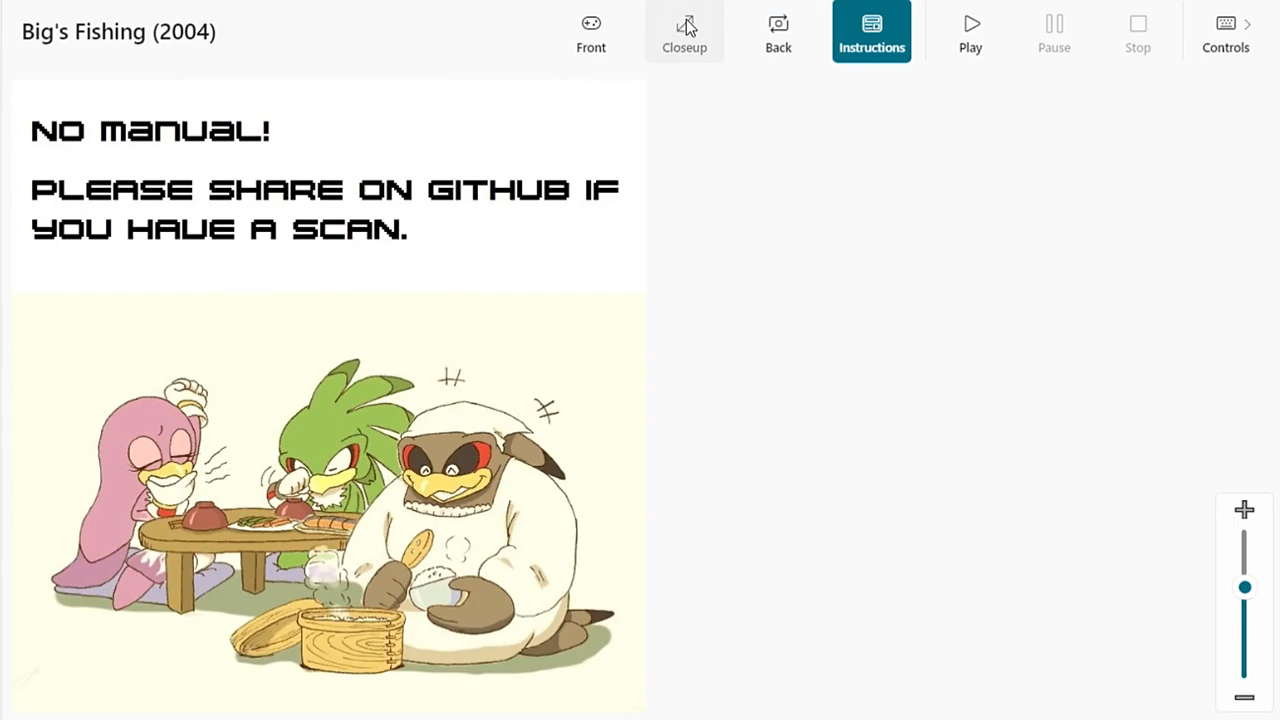 Big's Fishing (2004)
Front
Closeup
Back
Instructions
Play
Pause
Stop
Controls
NO MANUAL!
PLEASE SHARE ON GITHUB IF
YOU HAVE A SCAN.